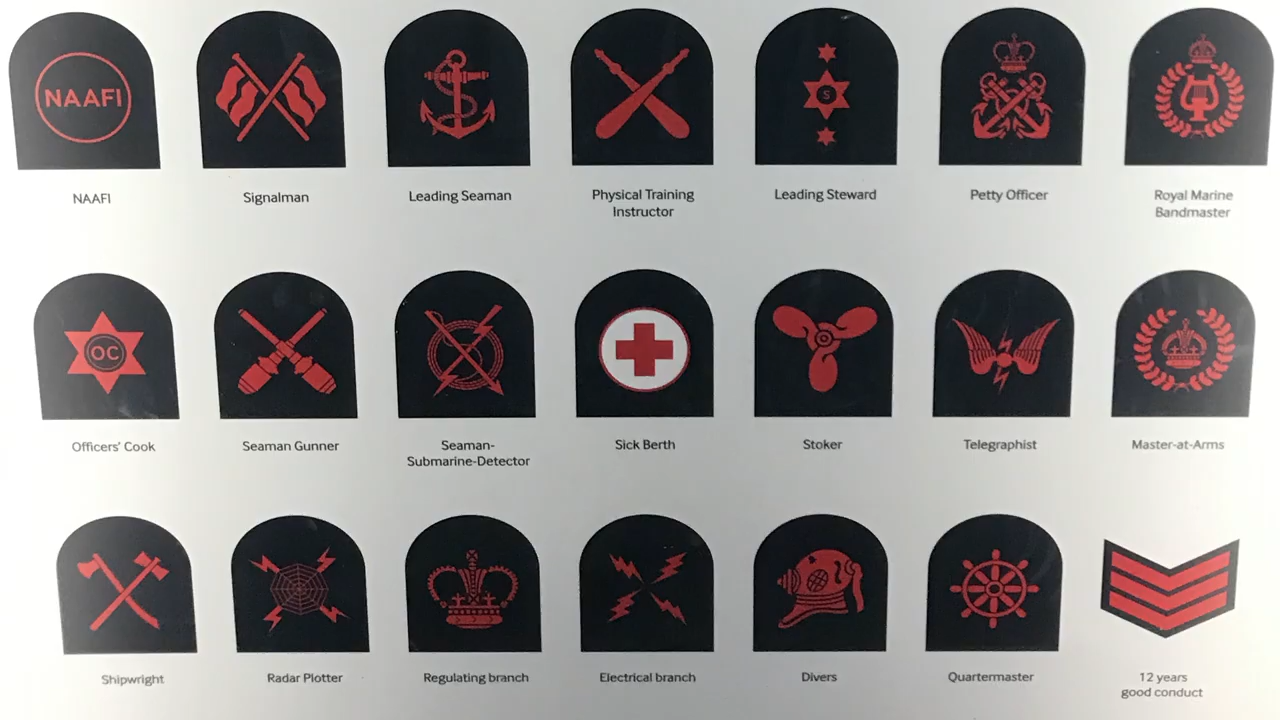 NAAFI
S
NAAFI
Signalman
Leading Seaman
Physical Training
Instructor
Leading Steward
Petty Officer
Royal Marine
Bandmaster
OC
Officers' Cook
Seaman Gunner
Seaman-
Submarine-Detector
Sick Berth
Stoker
Telegraphist
Master-at-Arms
Shipwright
Radar Plotter
Regulating branch
Electrical branch
Divers
Quartermaster
12 years
good conduct